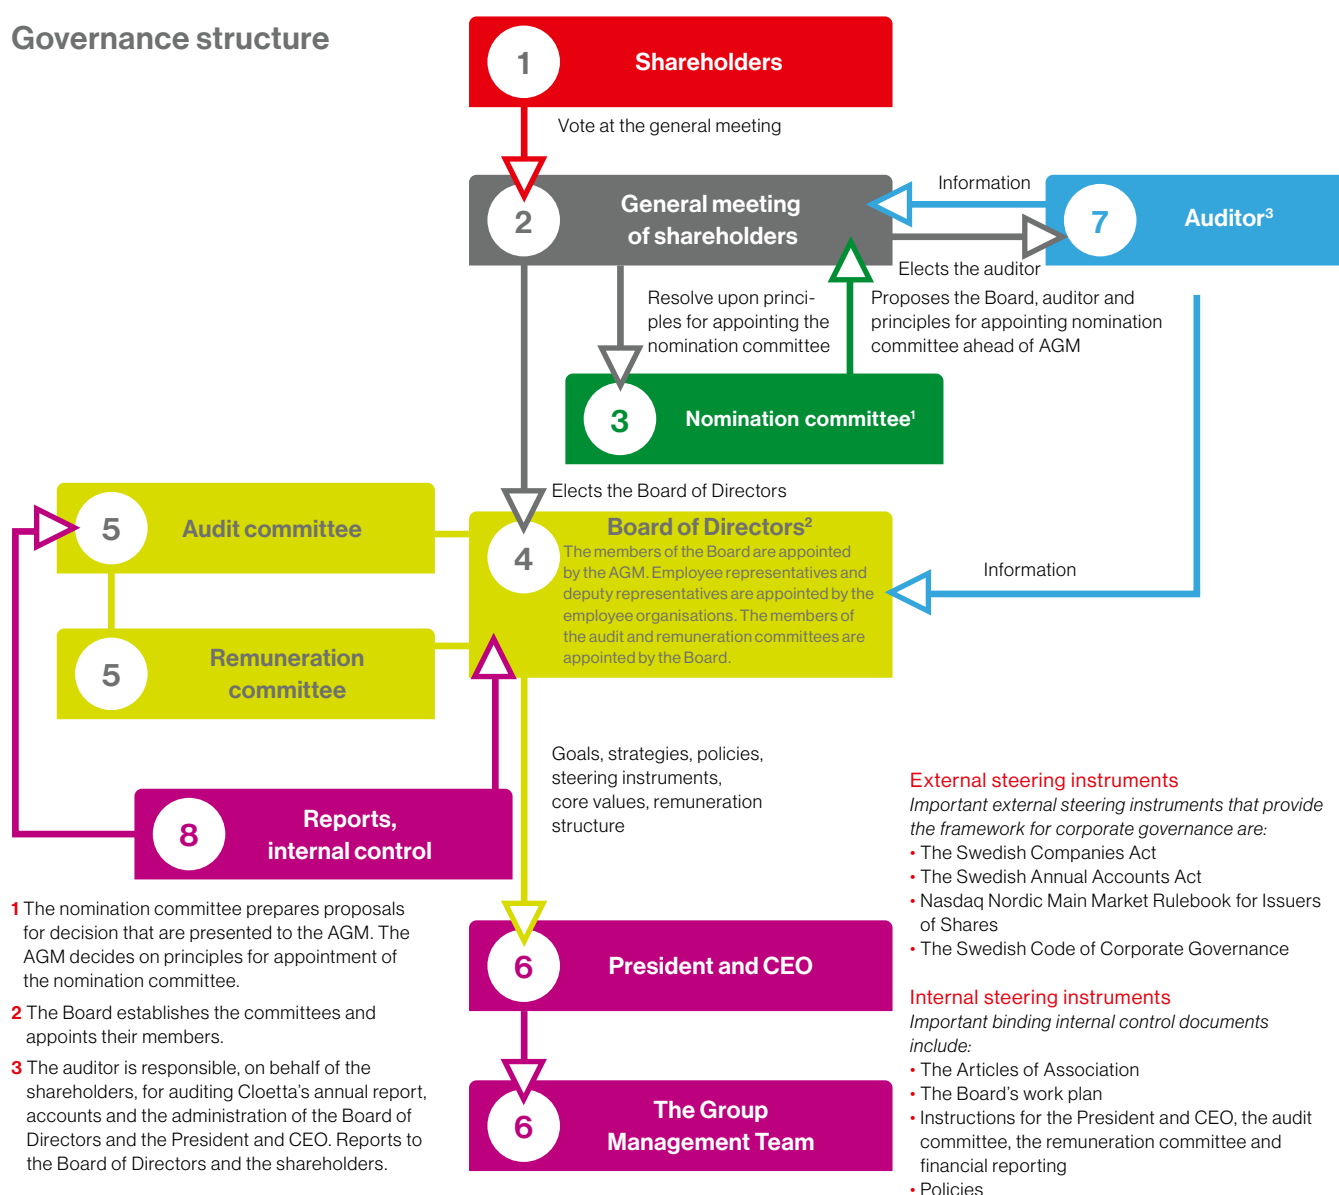 Governance structure
1
Shareholders
Vote at the general meeting
2
General meeting
of shareholders
Information
7
Auditor³
Elects the auditor
Resolve upon princi-
ples for appointing the
nomination committee
Proposes the Board, auditor and
principles for appointing nomination
committee ahead of AGM
3
Nomination committee¹
Elects the Board of Directors
5
Audit committee
4
Board of Directors²
The members of the Board are appointed
by the AGM. Employee representatives and
deputy representatives are appointed by the
employee organisations. The members of
the audit and remuneration committees are
appointed by the Board.
Information
5
Remuneration
committee
Goals, strategies, policies,
steering instruments,
core values, remuneration
structure
8
Reports,
internal control
6
President and CEO
6
The Group
Management Team
1 The nomination committee prepares proposals
for decision that are presented to the AGM. The
AGM decides on principles for appointment of
the nomination committee.
2 The Board establishes the committees and
appoints their members.
3 The auditor is responsible, on behalf of the
shareholders, for auditing Cloetta's annual report,
accounts and the administration of the Board of
Directors and the President and CEO. Reports to
the Board of Directors and the shareholders.
External steering instruments
Important external steering instruments that provide
the framework for corporate governance are:
• The Swedish Companies Act
• The Swedish Annual Accounts Act
• Nasdaq Nordic Main Market Rulebook for Issuers
of Shares
• The Swedish Code of Corporate Governance
Internal steering instruments
Important binding internal control documents
include:
• The Articles of Association
• The Board's work plan
• Instructions for the President and CEO, the audit
committee, the remuneration committee and
financial reporting
• Policies